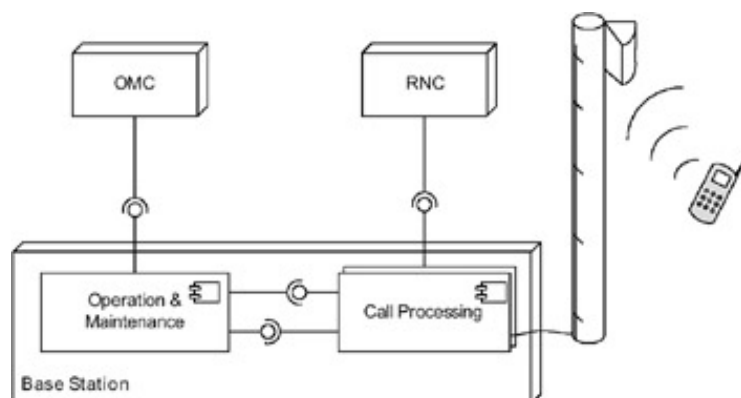 OMC
RNC
Operation &
Maintenance
Call Processing
Base Station